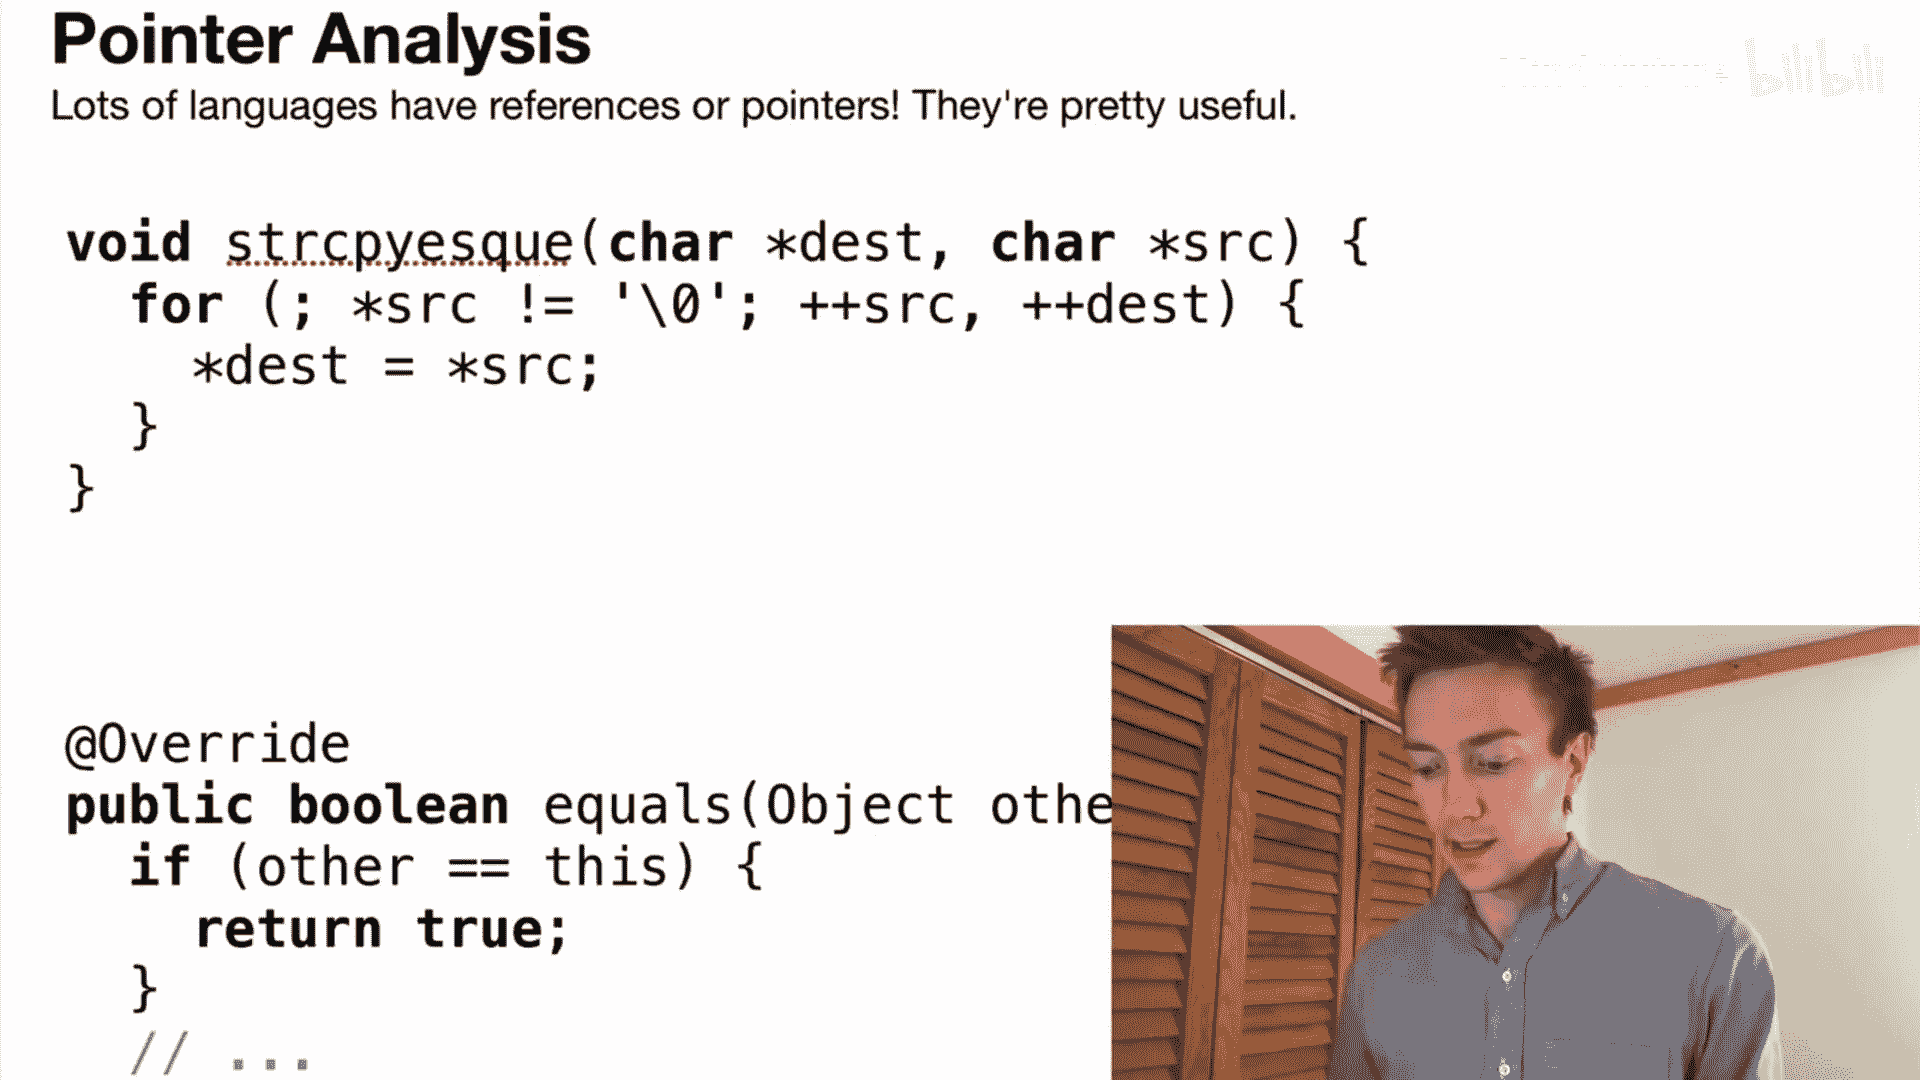 Pointer Analysis
Lots of languages have references or pointers! They're pretty useful.
bilibili
void strcpyesque(char *dest, char *src) {
  for (; *src != '\0'; ++src, ++dest) {
    *dest = *src;
  }
}
@Override
public boolean equals(Object othe
  if (other == this) {
    return true;
  }
  // ...